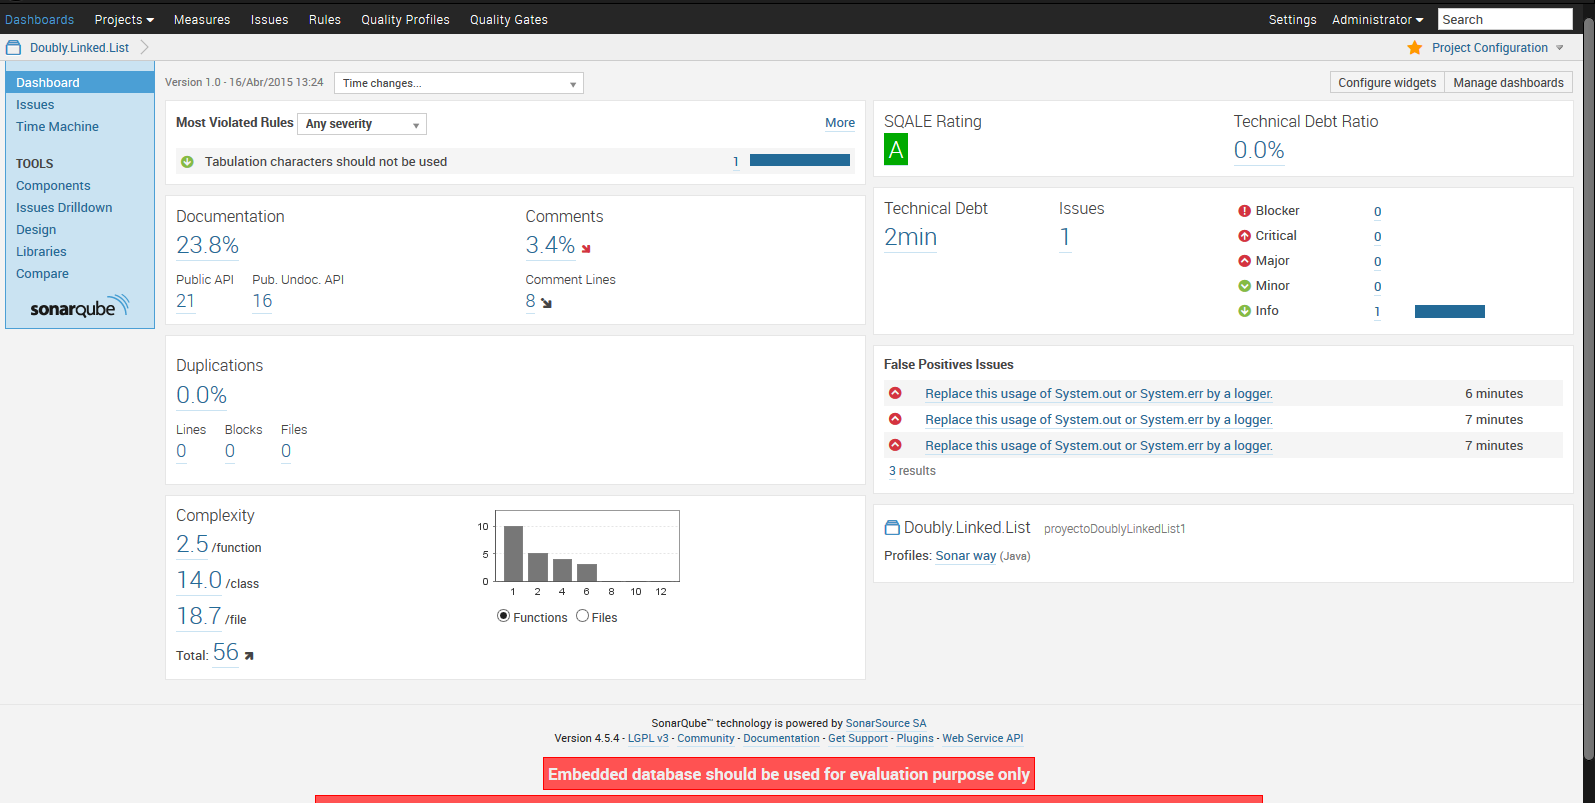 Dashboards Projects Measures Issues Rules Quality Profiles Quality Gates Settings Administrator Search
Doubly.Linked.List Project Configuration
Dashboard
Issues
Time Machine
TOOLS
Components
Issues Drilldown
Design
Libraries
Compare
sonarqube
Version 1.0 - 16/Abr/2015 13:24 Time changes... Configure widgets Manage dashboards
Most Violated Rules Any severity More
Tabulation characters should not be used 1
Documentation Comments
23.8% 3.4%
Public API Pub. Undoc. API Comment Lines
21 16 8
Duplications
0.0%
Lines Blocks Files
0 0 0
Complexity
2.5 /function
14.0 /class
18.7 /file
Total: 56
10
5
0
1 2 4 6 8 10 12
Functions Files
SQALE Rating Technical Debt Ratio
A 0.0%
Technical Debt Issues
2min 1
Blocker 0
Critical 0
Major 0
Minor 0
Info 1
False Positives Issues
Replace this usage of System.out or System.err by a logger. 6 minutes
Replace this usage of System.out or System.err by a logger. 7 minutes
Replace this usage of System.out or System.err by a logger. 7 minutes
3 results
Doubly.Linked.List proyectoDoublyLinkedList1
Profiles: Sonar way (Java)
SonarQube™ technology is powered by SonarSource SA
Version 4.5.4 - LGPL v3 - Community - Documentation - Get Support - Plugins - Web Service API
Embedded database should be used for evaluation purpose only